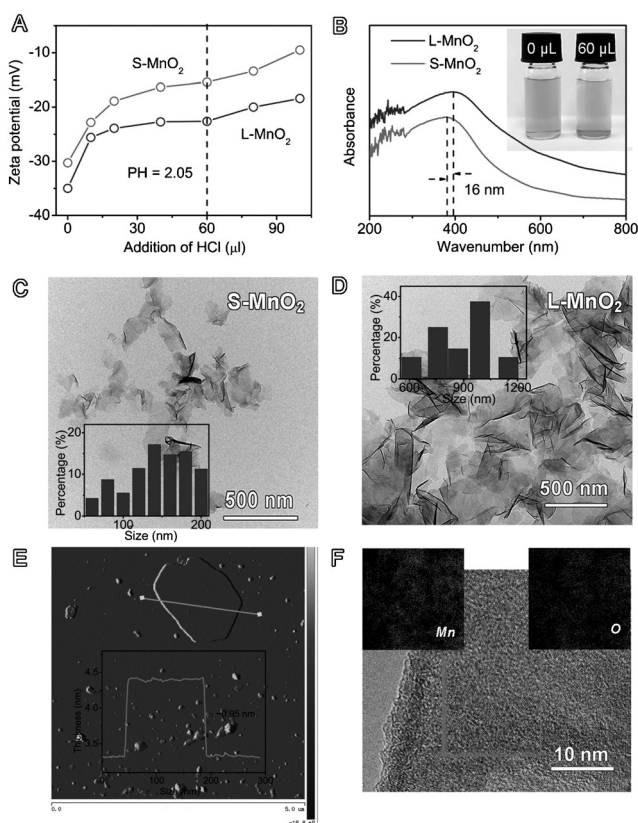 A
-10
-20
-30
-40
Zeta potential (mV)
S-MnO2
L-MnO2
PH = 2.05
0 20 40 60 80 100
Addition of HCl (μl)
B
L-MnO2
S-MnO2
0 μL
60 μL
Absorbance
16 nm
200 400 600 800
Wavenumber (nm)
C
S-MnO2
20
10
0
Percentage (%)
100 200
Size (nm)
500 nm
D
L-MnO2
40
20
0
Percentage (%)
600 900 1200
Size (nm)
500 nm
E
4.5
4.0
3.5
Thickness (nm)
~0.95 nm
100 200 300
Size (nm)
0.0
5.0 um
F
Mn
O
10 nm